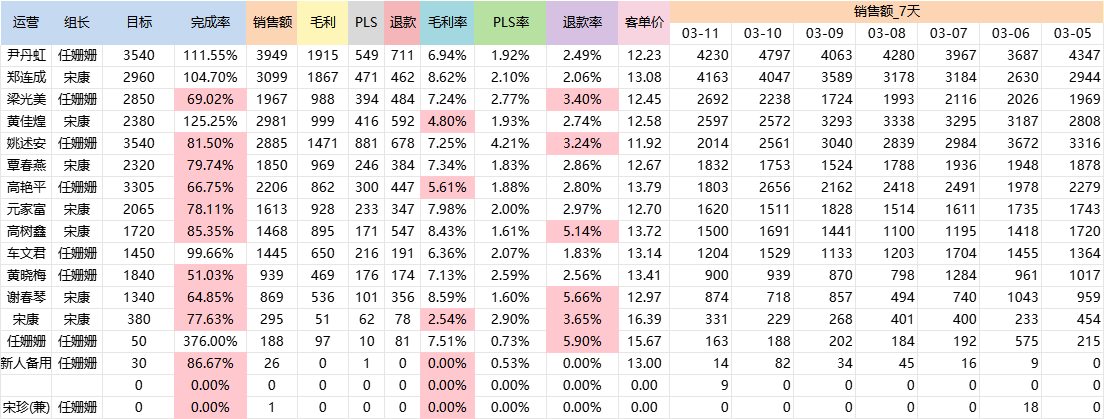 运营 组长 目标 完成率 销售额 毛利 PLS 退款 毛利率 PLS率 退款率 客单价 销售额_7天
03-11 03-10 03-09 03-08 03-07 03-06 03-05
尹丹虹 任姗姗 3540 111.55% 3949 1915 549 711 6.94% 1.92% 2.49% 12.23 4230 4797 4063 4280 3967 3687 4347
郑连成 宋康 2960 104.70% 3099 1867 471 462 8.62% 2.10% 2.06% 13.08 4163 4047 3589 3178 3184 2630 2944
梁光美 任姗姗 2850 69.02% 1967 988 394 484 7.24% 2.77% 3.40% 12.45 2692 2238 1724 1993 2116 2026 1969
黄佳煌 宋康 2380 125.25% 2981 999 416 592 4.80% 1.93% 2.74% 12.58 2597 2572 3293 3338 3295 3187 2808
姚述安 任姗姗 3540 81.50% 2885 1471 881 678 7.25% 4.21% 3.24% 11.92 2014 2561 3040 2839 2984 3672 3316
覃春燕 宋康 2320 79.74% 1850 969 246 384 7.34% 1.83% 2.86% 12.67 1832 1753 1524 1788 1936 1948 1878
高艳平 任姗姗 3305 66.75% 2206 862 300 447 5.61% 1.88% 2.80% 13.79 1803 2656 2162 2418 2491 1978 2279
元家富 宋康 2065 78.11% 1613 928 233 347 7.98% 2.00% 2.97% 12.70 1620 1511 1828 1514 1611 1735 1743
高树鑫 宋康 1720 85.35% 1468 895 171 547 8.43% 1.61% 5.14% 13.72 1500 1691 1441 1100 1195 1418 1720
车文君 任姗姗 1450 99.66% 1445 650 216 191 6.36% 2.07% 1.83% 13.14 1204 1529 1133 1203 1704 1455 1364
黄晓梅 任姗姗 1840 51.03% 939 469 176 174 7.13% 2.59% 2.56% 13.41 900 939 870 798 1284 961 1017
谢春琴 宋康 1340 64.85% 869 536 101 356 8.59% 1.60% 5.66% 12.97 874 718 857 494 740 1043 959
宋康 宋康 380 77.63% 295 51 62 78 2.54% 2.90% 3.65% 16.39 331 229 268 401 400 233 454
任姗姗 任姗姗 50 376.00% 188 97 10 81 7.51% 0.73% 5.90% 15.67 163 188 202 184 192 575 215
新人备用 任姗姗 30 86.67% 26 0 1 0 0.00% 0.53% 0.00% 13.00 14 82 34 45 16 9 0
0 0.00% 0 0 0 0 0.00% 0.00% 0.00% 0.00 9 0 0 0 0 0 0
宋珍(兼) 任姗姗 0 0.00% 1 0 0 0 0.00% 0.00% 0.00% 0.00 0 0 0 0 0 18 0